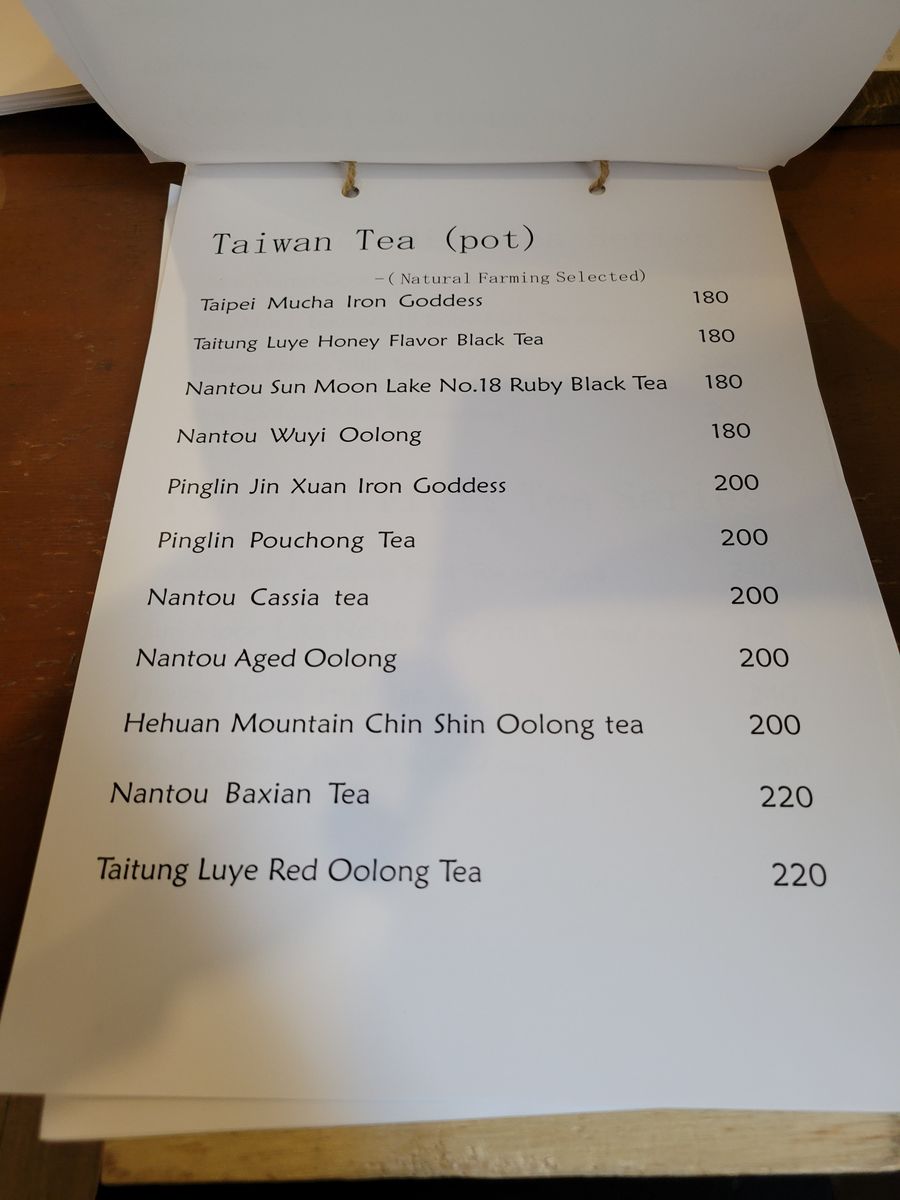 Taiwan Tea (pot)
-(Natural Farming Selected)
Taipei Mucha Iron Goddess 180
Taitung Luye Honey Flavor Black Tea 180
Nantou Sun Moon Lake No.18 Ruby Black Tea 180
Nantou Wuyi Oolong 180
Pinglin Jin Xuan Iron Goddess 200
Pinglin Pouchong Tea 200
Nantou Cassia tea 200
Nantou Aged Oolong 200
Hehuan Mountain Chin Shin Oolong tea 200
Nantou Baxian Tea 220
Taitung Luye Red Oolong Tea 220